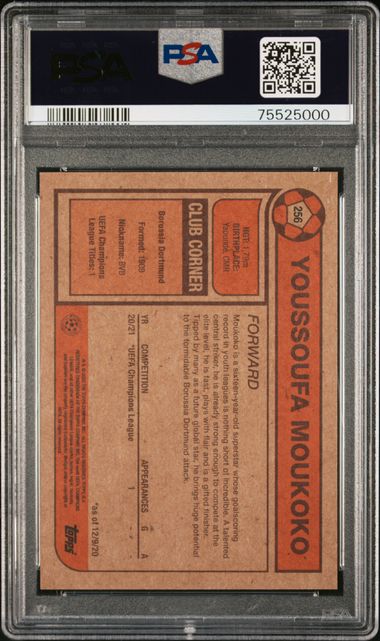 PSA
PSA
75525000
256
YOUSSOUFA MOUKOKO
HGT: 1.79m
BIRTHPLACE:
Yaounde, CMR
FORWARD
Moukoko is a sixteen-year-old superstar whose goalscoring
record in youth leagues is nothing short of incredible. A talented
central striker, he is already strong enough to compete at the
elite level, he is fast, plays with flair and is a gifted finisher.
Tipped by many as a future global star, he brings huge potential
to the formidable Borussia Dortmund attack.
CLUB CORNER
Borussia Dortmund
Formed: 1909
Nickname: BVB
UEFA Champions
League Titles: 1
YR COMPETITION APPEARANCES G A
20/21 *UEFA Champions League 1 - -
*as of 12/9/20
Topps